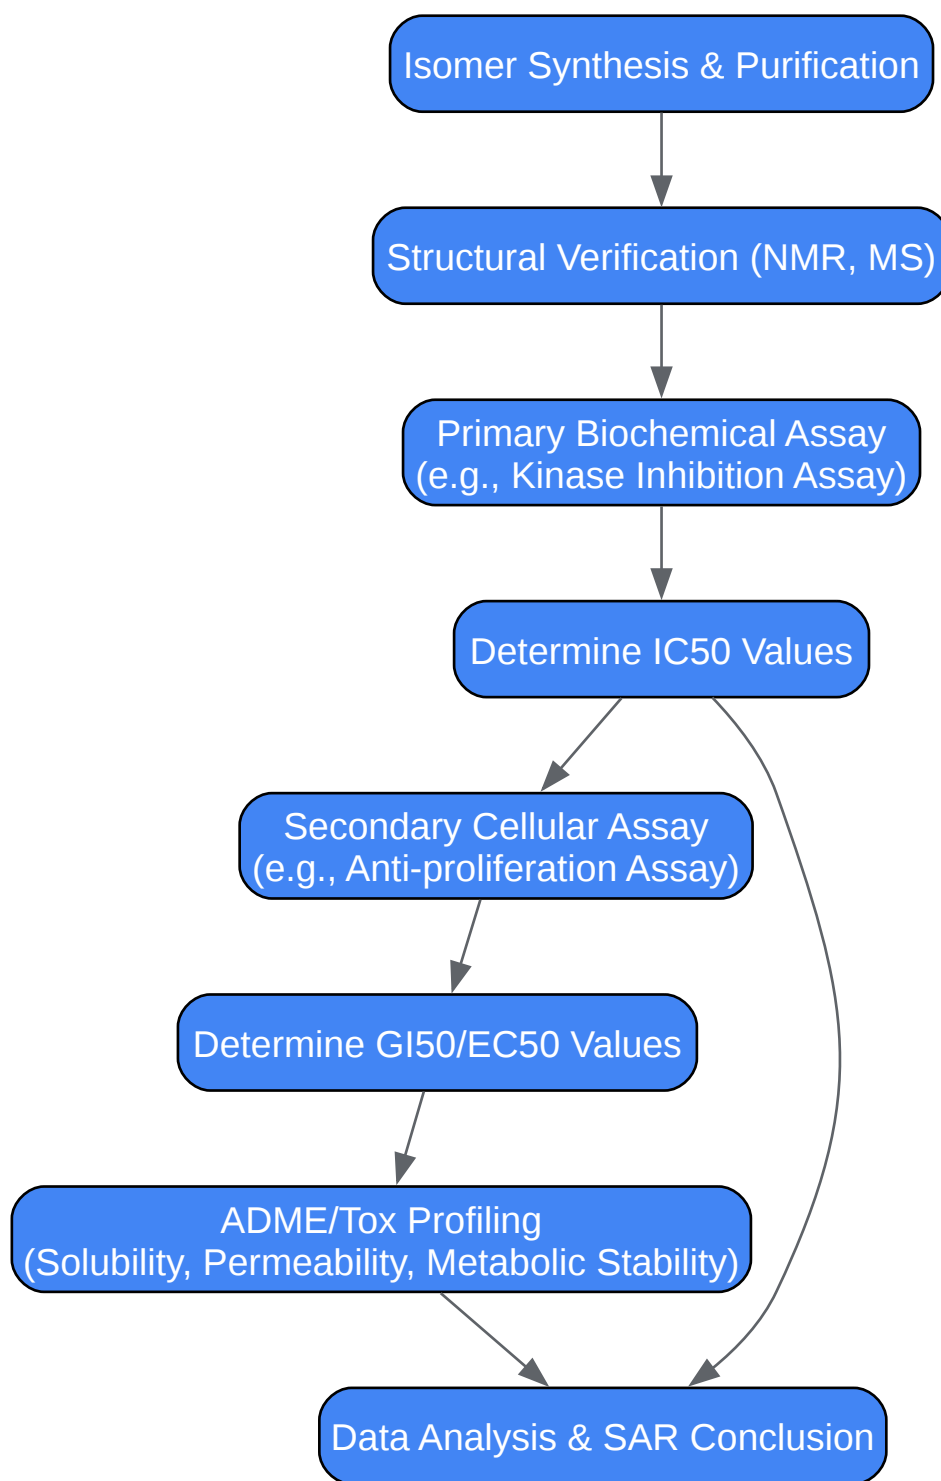 Isomer Synthesis & Purification
Structural Verification (NMR, MS)
Primary Biochemical Assay
(e.g., Kinase Inhibition Assay)
Determine IC50 Values
Secondary Cellular Assay
(e.g., Anti-proliferation Assay)
Determine GI50/EC50 Values
ADME/Tox Profiling
(Solubility, Permeability, Metabolic Stability)
Data Analysis & SAR Conclusion